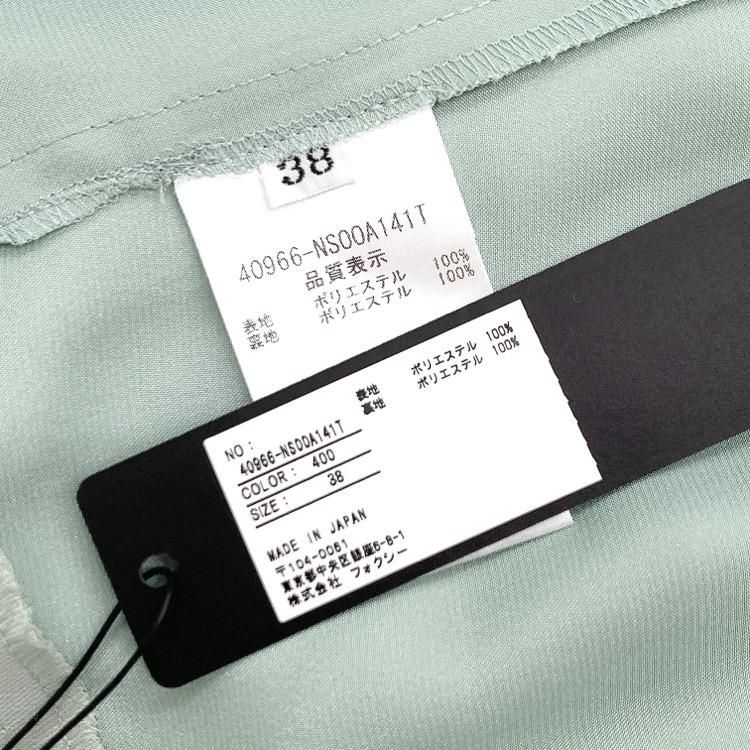 38
40966-NS00A141T
品質表示
表地 ポリエステル 100%
裏地 ポリエステル 100%
表地 ポリエステル 100%
裏地 ポリエステル 100%
NO:
40966-NS00A141T
COLOR: 400
SIZE: 38
MADE IN JAPAN
〒104-0061
東京都中央区銀座6-8-1
株式会社 フォクシー